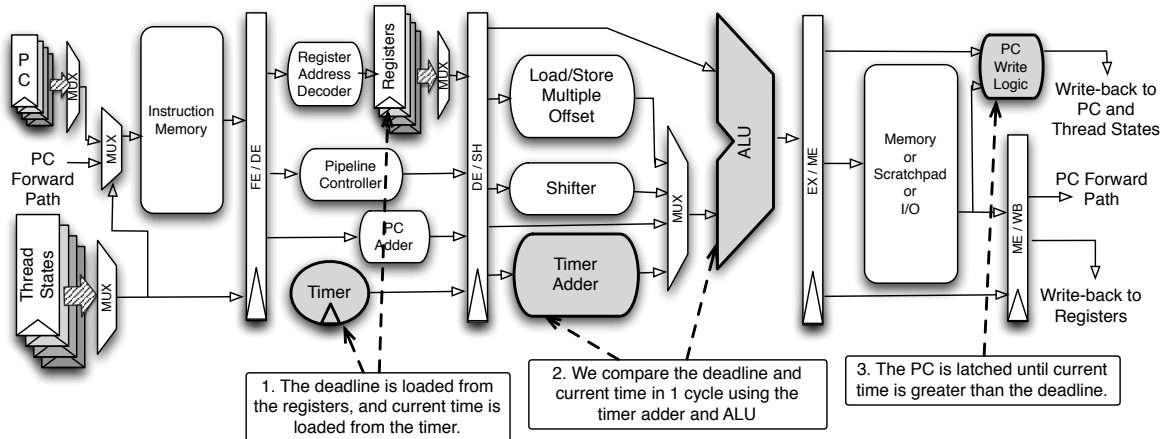 P
C
MUX
MUX
PC
Forward
Path
Thread
States
MUX
Instruction
Memory
FE / DE
Register
Address
Decoder
Registers
MUX
Pipeline
Controller
PC
Adder
Timer
DE / SH
Load/Store
Multiple
Offset
Shifter
Timer
Adder
MUX
ALU
EX / ME
Memory
or
Scratchpad
or
I/O
PC
Write
Logic
ME / WB
Write-back to
PC and
Thread States
PC Forward
Path
Write-back to
Registers
1. The deadline is loaded from
the registers, and current time is
loaded from the timer.
2. We compare the deadline and
current time in 1 cycle using the
timer adder and ALU
3. The PC is latched until current
time is greater than the deadline.